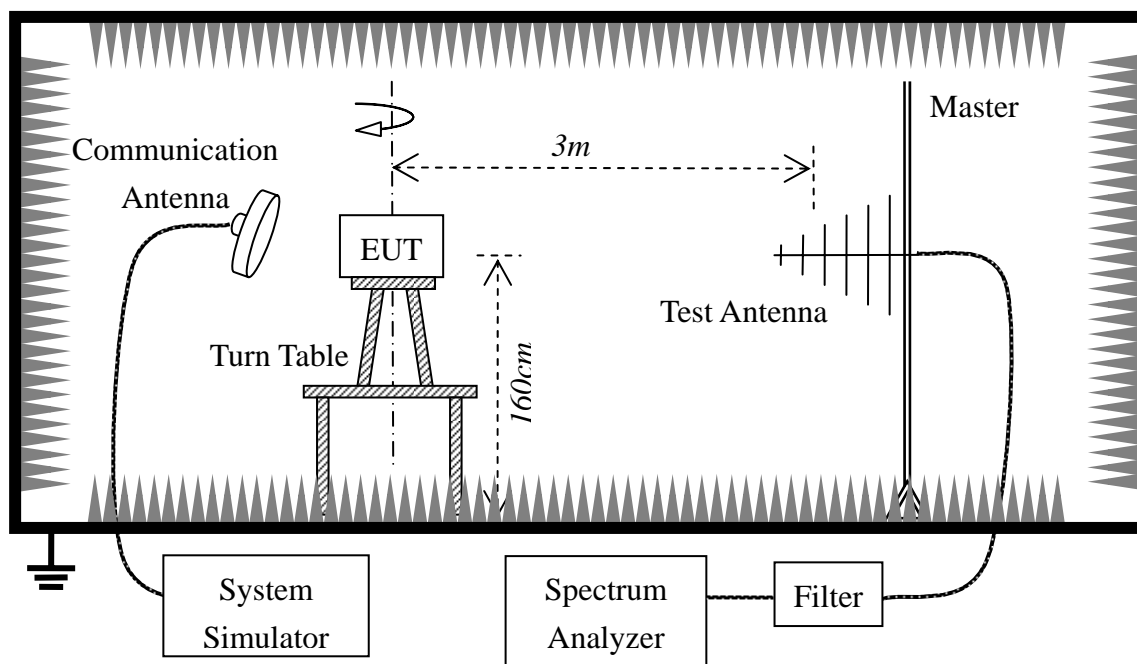 Master
3m
Communication
Antenna
EUT
Test Antenna
Turn Table
160cm
System
Simulator
Spectrum
Analyzer
Filter